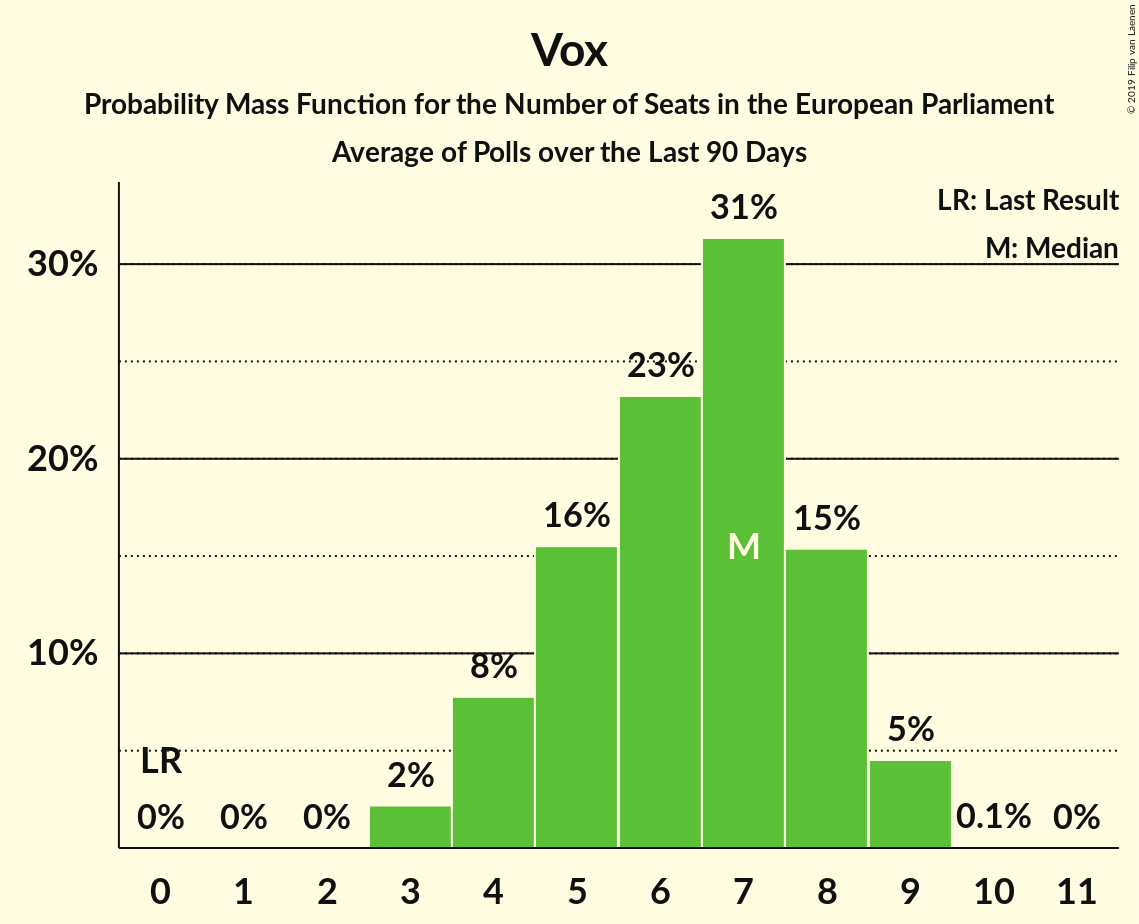 Vox
Probability Mass Function for the Number of Seats in the European Parliament
Average of Polls over the Last 90 Days
© 2019 Filip van Laenen
LR: Last Result
M: Median
30%
20%
10%
LR
0%
0%
0%
2%
8%
16%
23%
31%
M
15%
5%
0.1%
0%
0 1 2 3 4 5 6 7 8 9 10 11